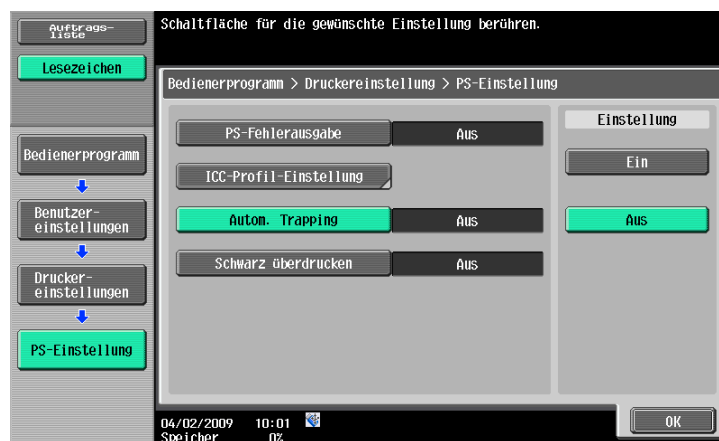 Auftrags-
liste
Lesezeichen
Schaltfläche für die gewünschte Einstellung berühren.
Bedienerprogramm > Druckereinstellung > PS-Einstellung
Bedienerprogramm
Benutzer-
einstellungen
Drucker-
einstellungen
PS-Einstellung
PS-Fehlerausgabe Aus
ICC-Profil-Einstellung
Autom. Trapping Aus
Schwarz überdrucken Aus
Einstellung
Ein
Aus
04/02/2009 10:01
Speicher 0%
OK